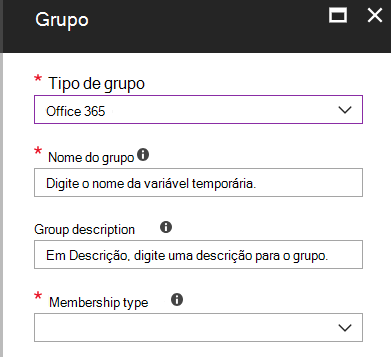 Grupo
* Tipo de grupo
Office 365
* Nome do grupo
Digite o nome da variável temporária.
Group description
Em Descrição, digite uma descrição para o grupo.
* Membership type